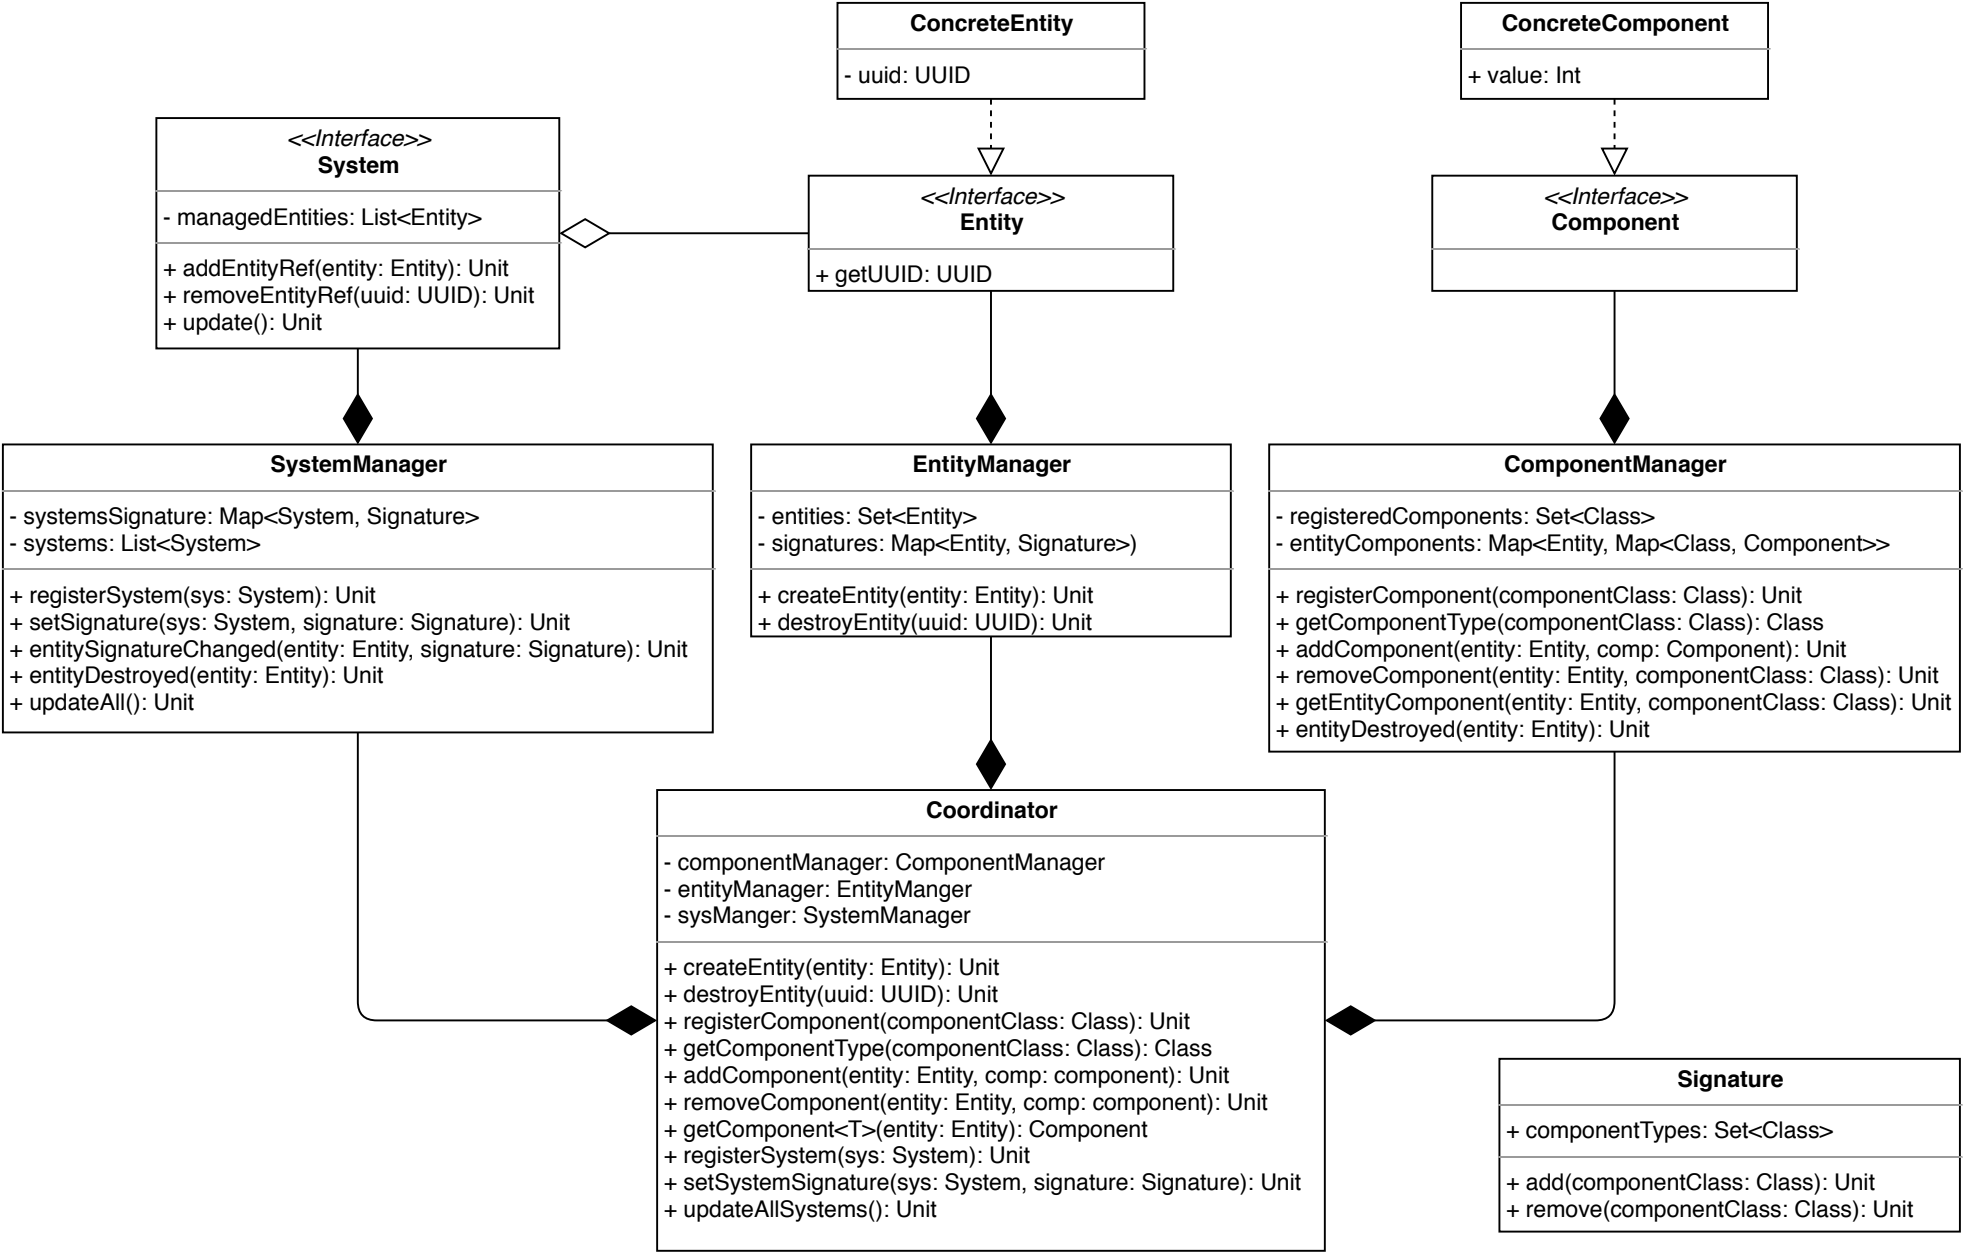 ConcreteEntity
- uuid: UUID
ConcreteComponent
+ value: Int
<<Interface>>
System
- managedEntities: List<Entity>
+ addEntityRef(entity: Entity): Unit
+ removeEntityRef(uuid: UUID): Unit
+ update(): Unit
<<Interface>>
Entity
+ getUUID: UUID
<<Interface>>
Component
SystemManager
- systemsSignature: Map<System, Signature>
- systems: List<System>
+ registerSystem(sys: System): Unit
+ setSignature(sys: System, signature: Signature): Unit
+ entitySignatureChanged(entity: Entity, signature: Signature): Unit
+ entityDestroyed(entity: Entity): Unit
+ updateAll(): Unit
EntityManager
- entities: Set<Entity>
- signatures: Map<Entity, Signature>)
+ createEntity(entity: Entity): Unit
+ destroyEntity(uuid: UUID): Unit
ComponentManager
- registeredComponents: Set<Class>
- entityComponents: Map<Entity, Map<Class, Component>>
+ registerComponent(componentClass: Class): Unit
+ getComponentType(componentClass: Class): Class
+ addComponent(entity: Entity, comp: Component): Unit
+ removeComponent(entity: Entity, componentClass: Class): Unit
+ getEntityComponent(entity: Entity, componentClass: Class): Unit
+ entityDestroyed(entity: Entity): Unit
Coordinator
- componentManager: ComponentManager
- entityManager: EntityManger
- sysManger: SystemManager
+ createEntity(entity: Entity): Unit
+ destroyEntity(uuid: UUID): Unit
+ registerComponent(componentClass: Class): Unit
+ getComponentType(componentClass: Class): Class
+ addComponent(entity: Entity, comp: component): Unit
+ removeComponent(entity: Entity, comp: component): Unit
+ getComponent<T>(entity: Entity): Component
+ registerSystem(sys: System): Unit
+ setSystemSignature(sys: System, signature: Signature): Unit
+ updateAllSystems(): Unit
Signature
+ componentTypes: Set<Class>
+ add(componentClass: Class): Unit
+ remove(componentClass: Class): Unit